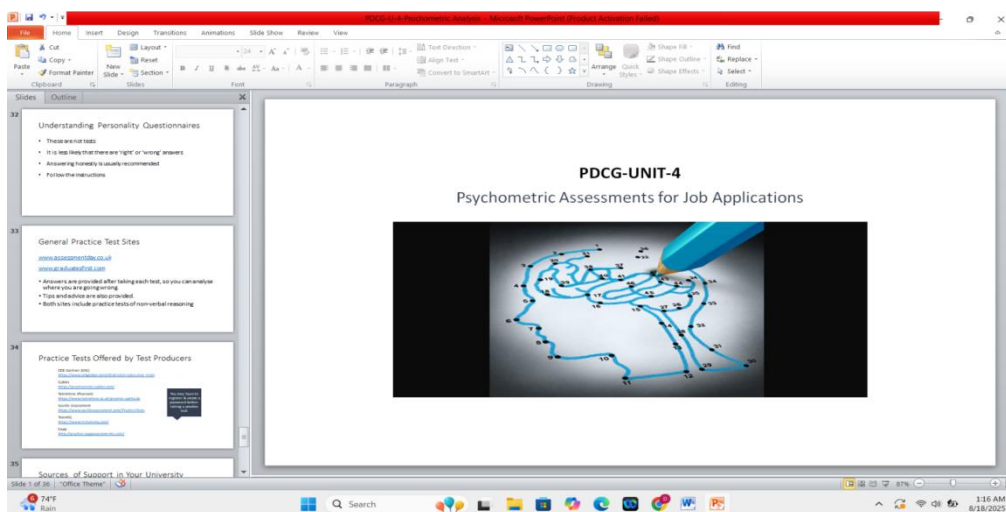 PDCG-U-4-Psychometric Analysis - Microsoft PowerPoint (Product Activation Failed)
File Home Insert Design Transitions Animations Slide Show Review View
Paste
Cut
Copy
Format Painter
Clipboard
New
Slide
Layout
Reset
Section
Slides
Font
Text Direction
Align Text
Convert to SmartArt
Paragraph
Arrange
Quick
Styles
Shape Fill
Shape Outline
Shape Effects
Drawing
Find
Replace
Select
Editing
Slides Outline
32
Understanding Personality Questionnaires
• These are not tests
• It is less likely that there are 'right' or 'wrong' answers
• Answering honestly is usually recommended
• Follow the instructions
33
General Practice Test Sites
www.assessmentday.co.uk
www.graduatesfirst.com
• Answers are provided after taking each test, so you can analyse
where you are going wrong.
• Tips and advice are also provided
• Both sites include practice tests of non-verbal reasoning
34
Practice Tests Offered by Test Producers
35
Sources of Support in Your University
PDCG-UNIT-4
Psychometric Assessments for Job Applications
Slide 1 of 36 "Office Theme"
87%
74°F
Rain
Search
1:16 AM
8/18/2023